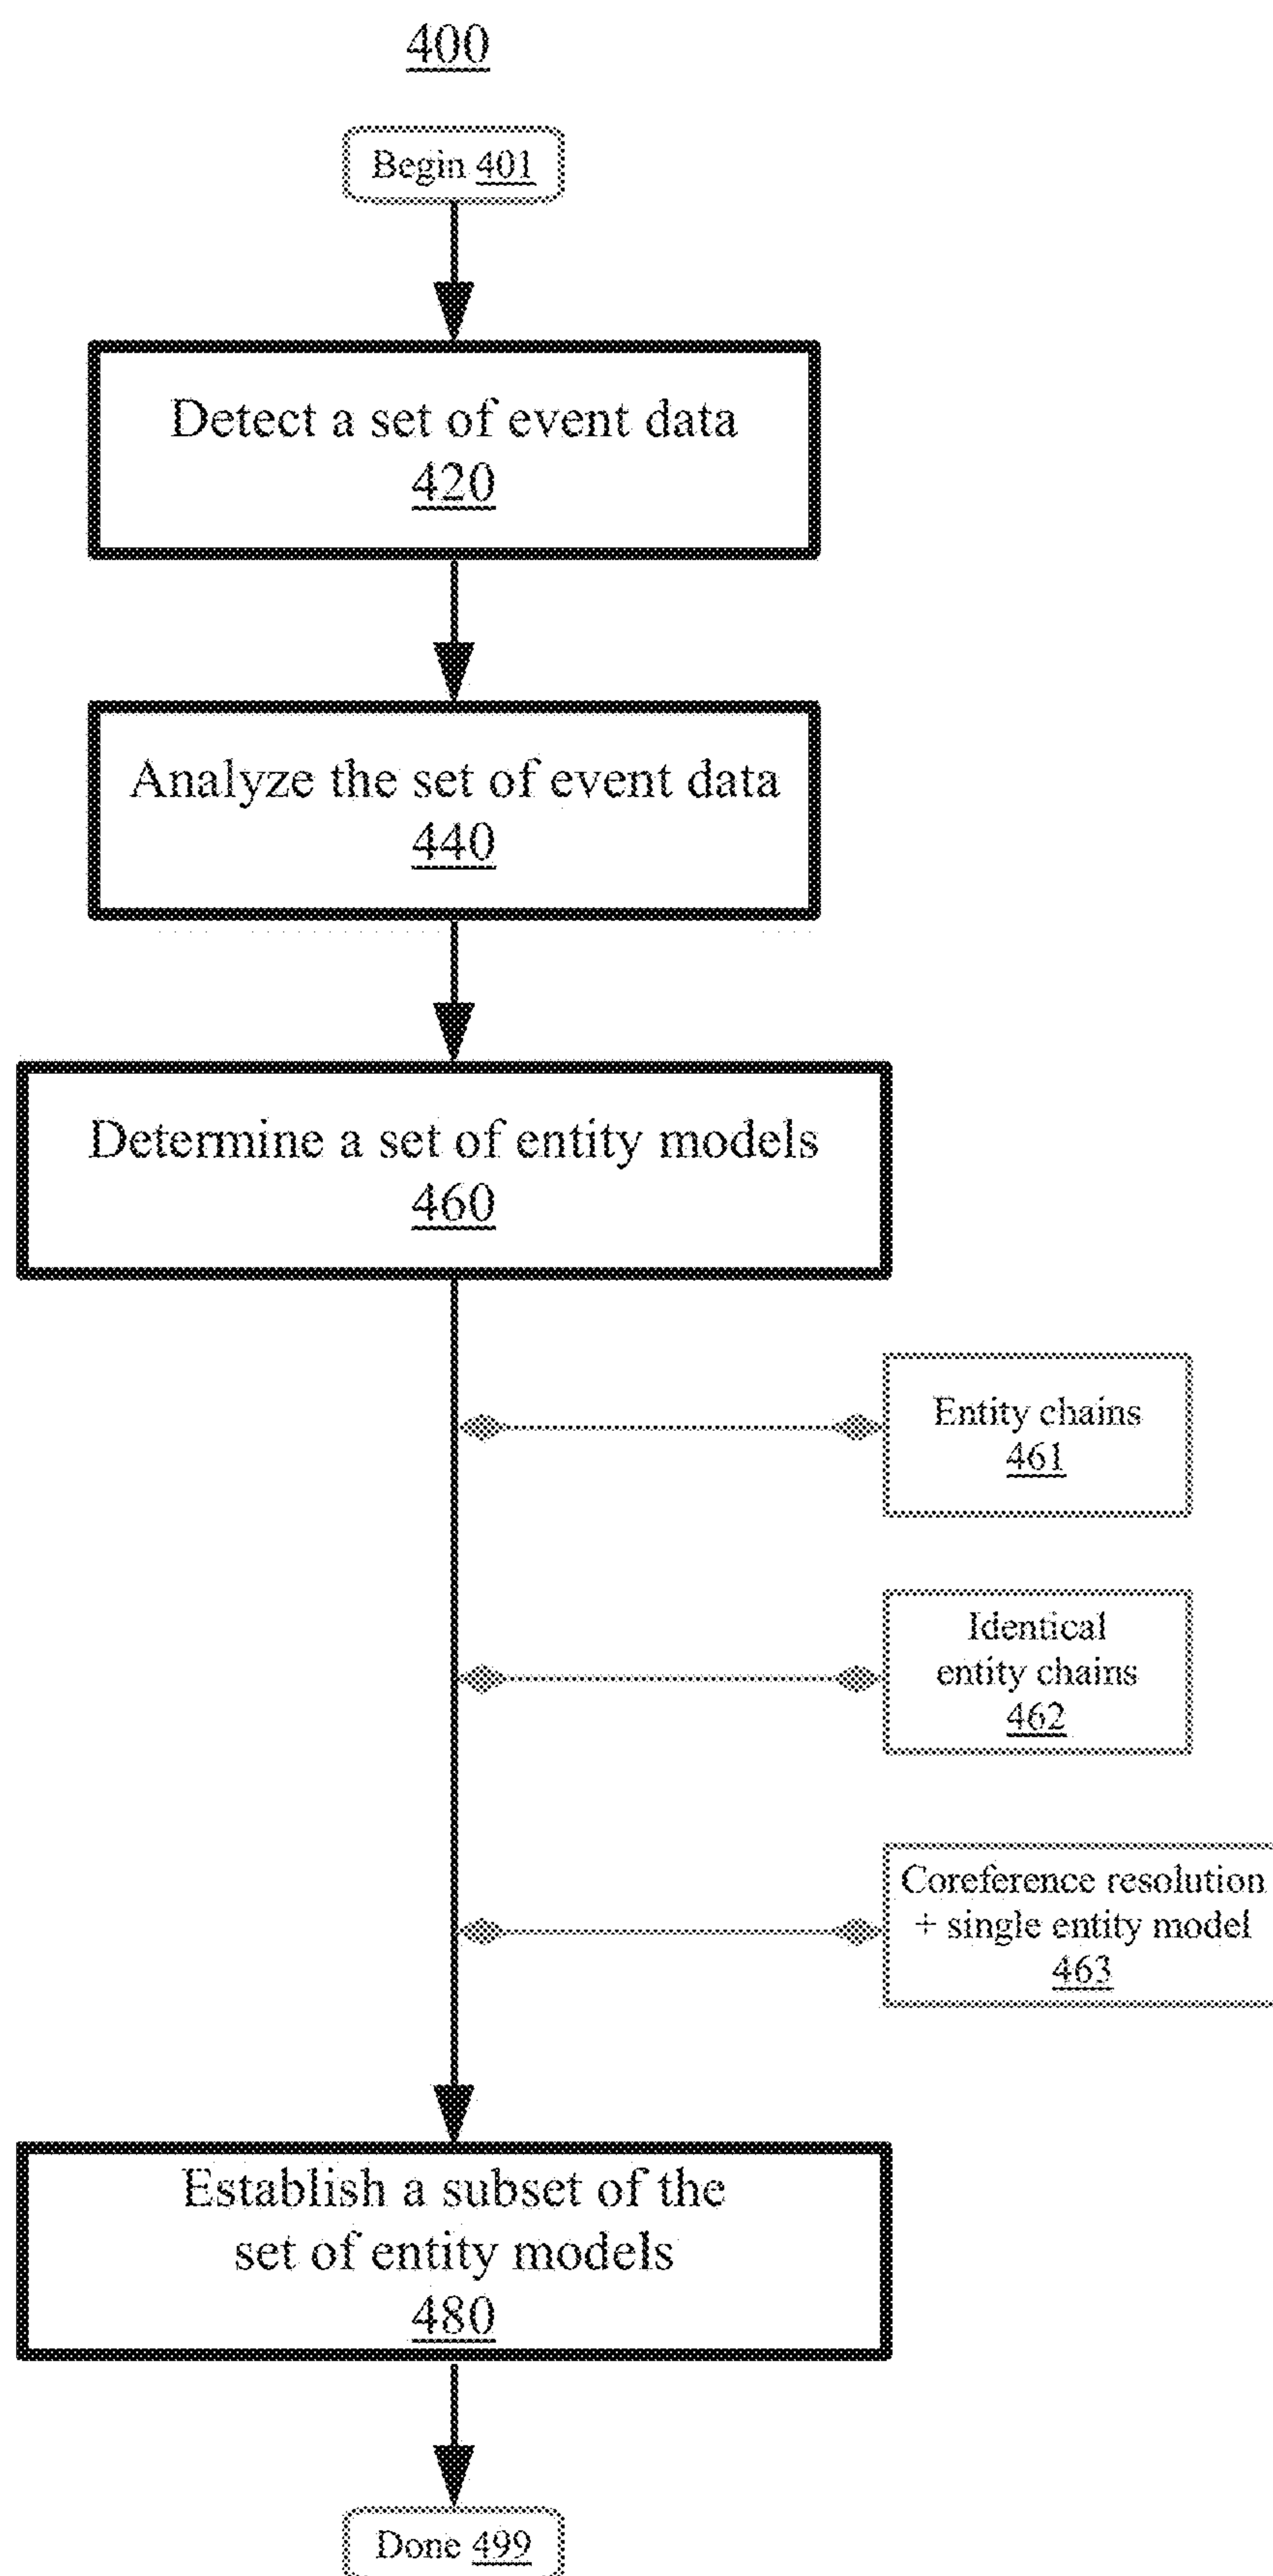 400
Begin 401
Detect a set of event data
420
Analyze the set of event data
440
Determine a set of entity models
460
Entity chains
461
Identical
entity chains
462
Coreference resolution
+ single entity model
463
Establish a subset of the
set of entity models
480
Done 499